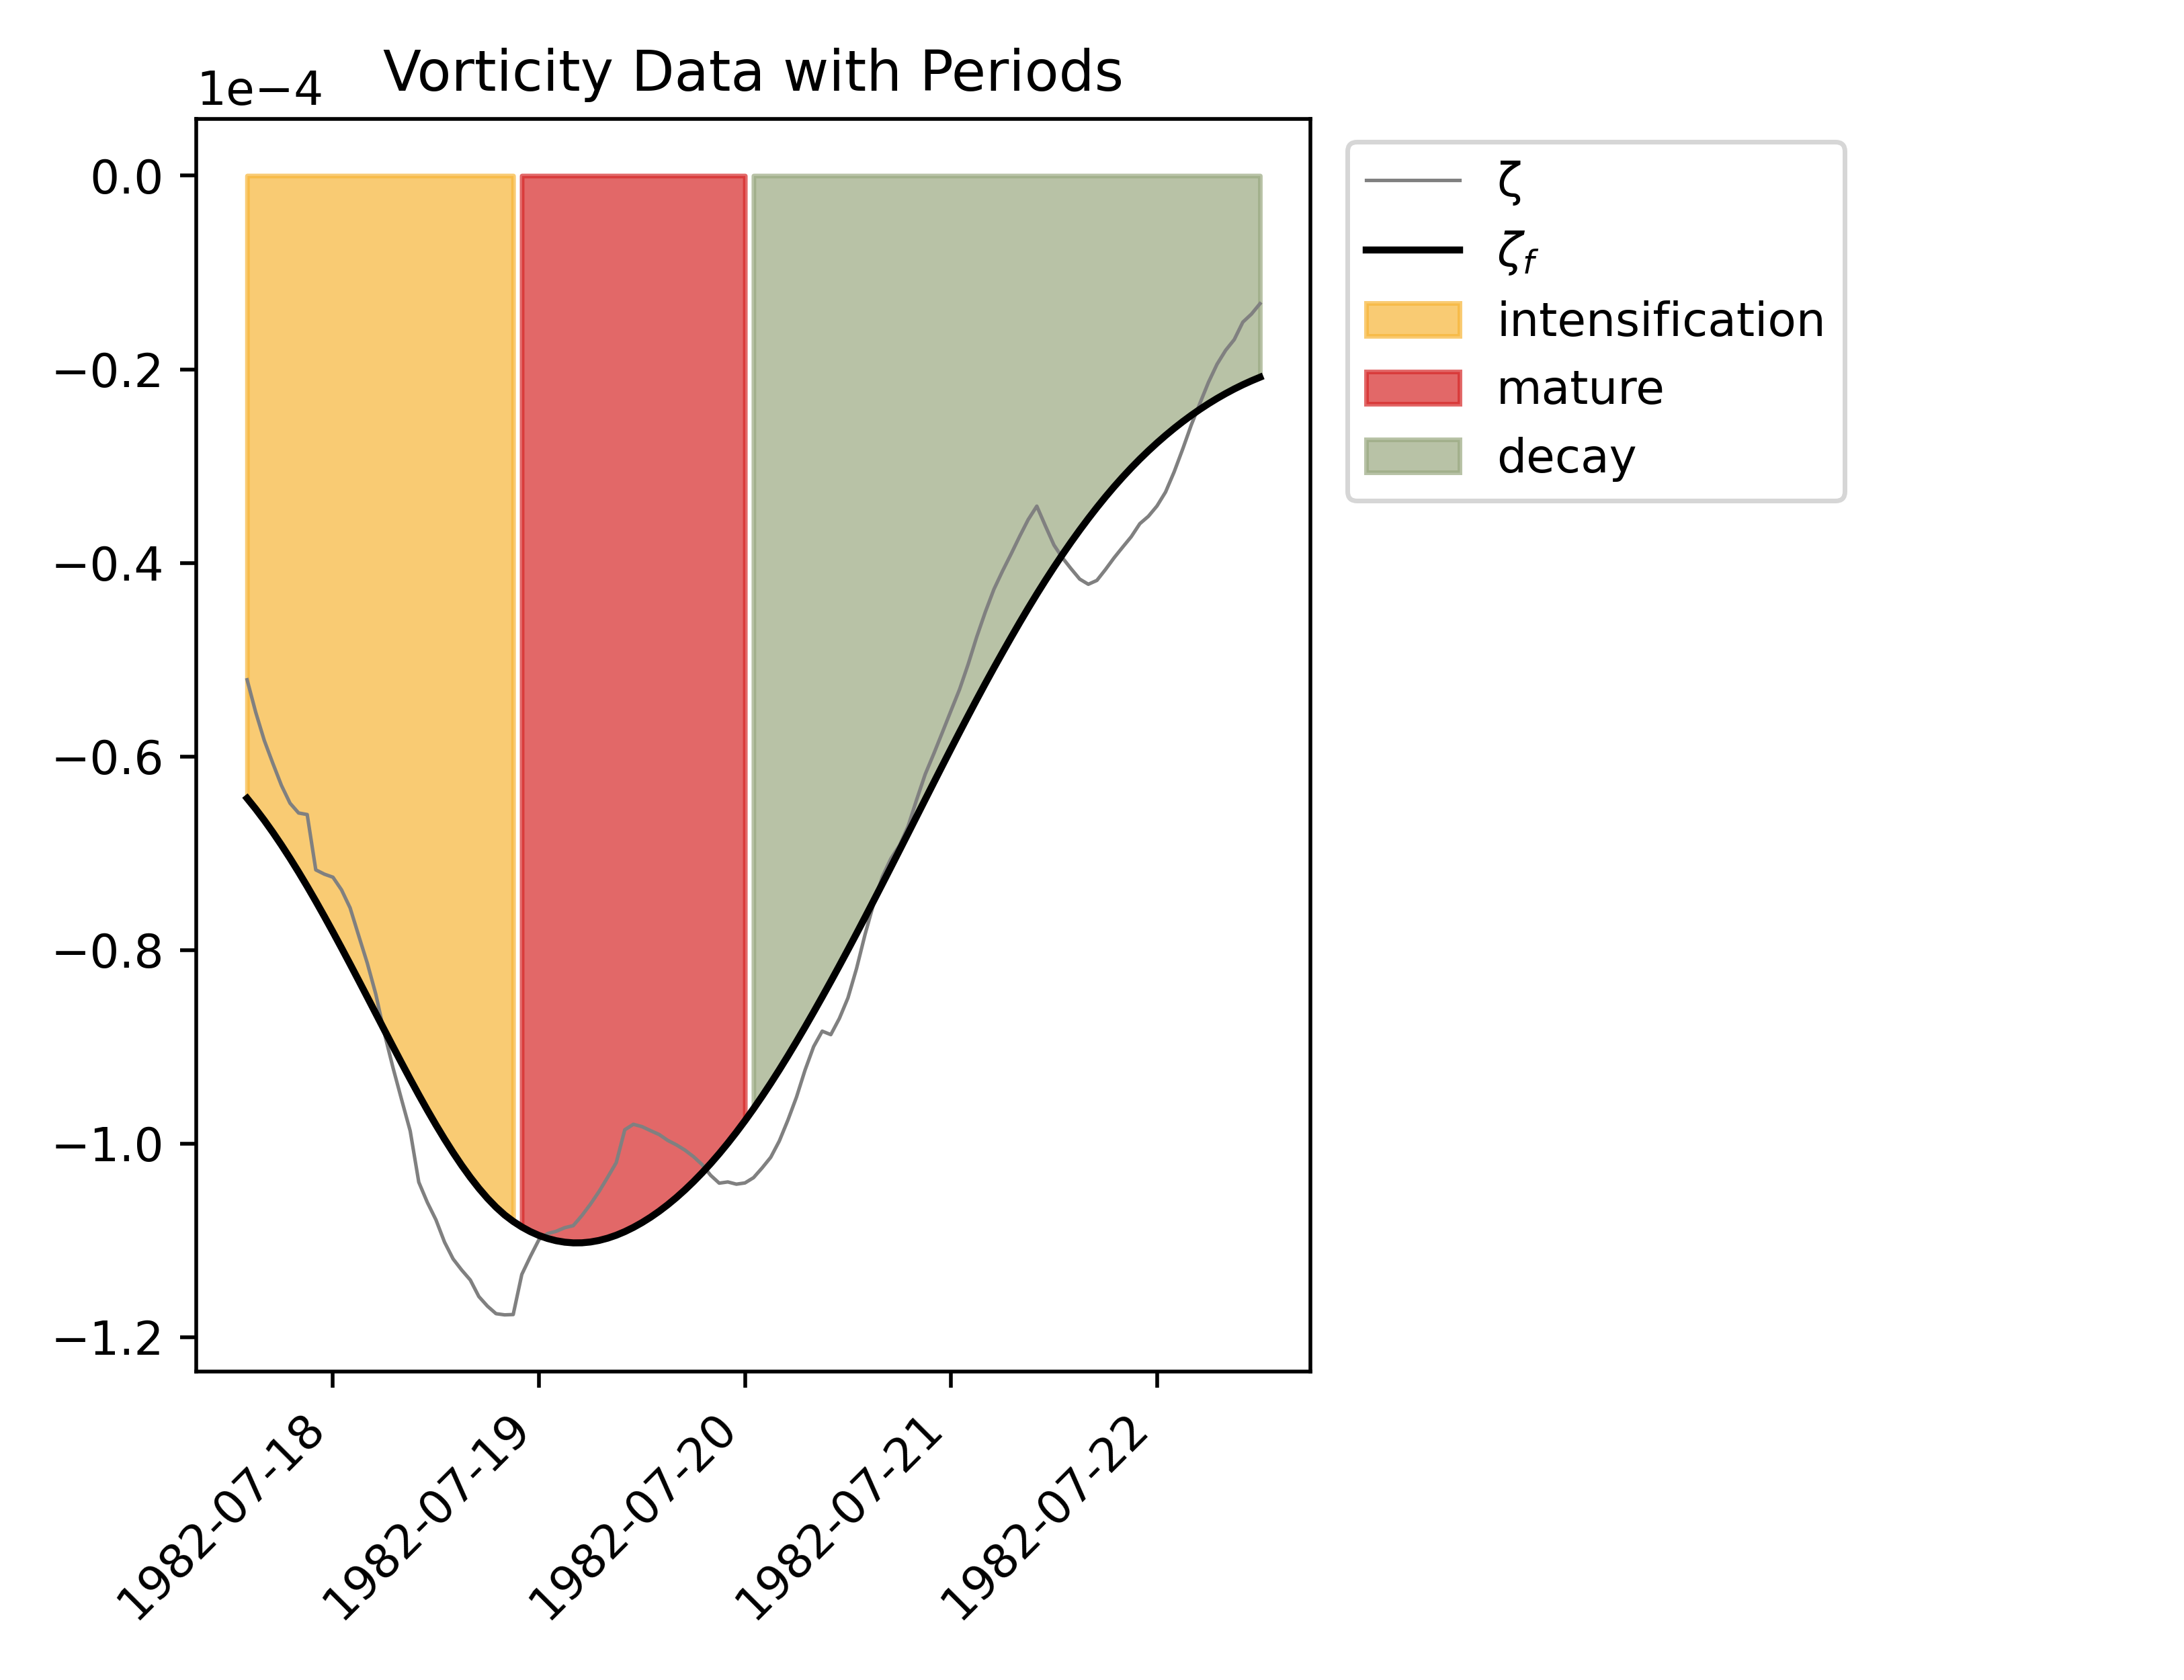 Vorticity Data with Periods
1e−4
0.0
−0.2
−0.4
−0.6
−0.8
−1.0
−1.2
1982-07-18
1982-07-19
1982-07-20
1982-07-21
1982-07-22
ζ
ζf
intensification
mature
decay